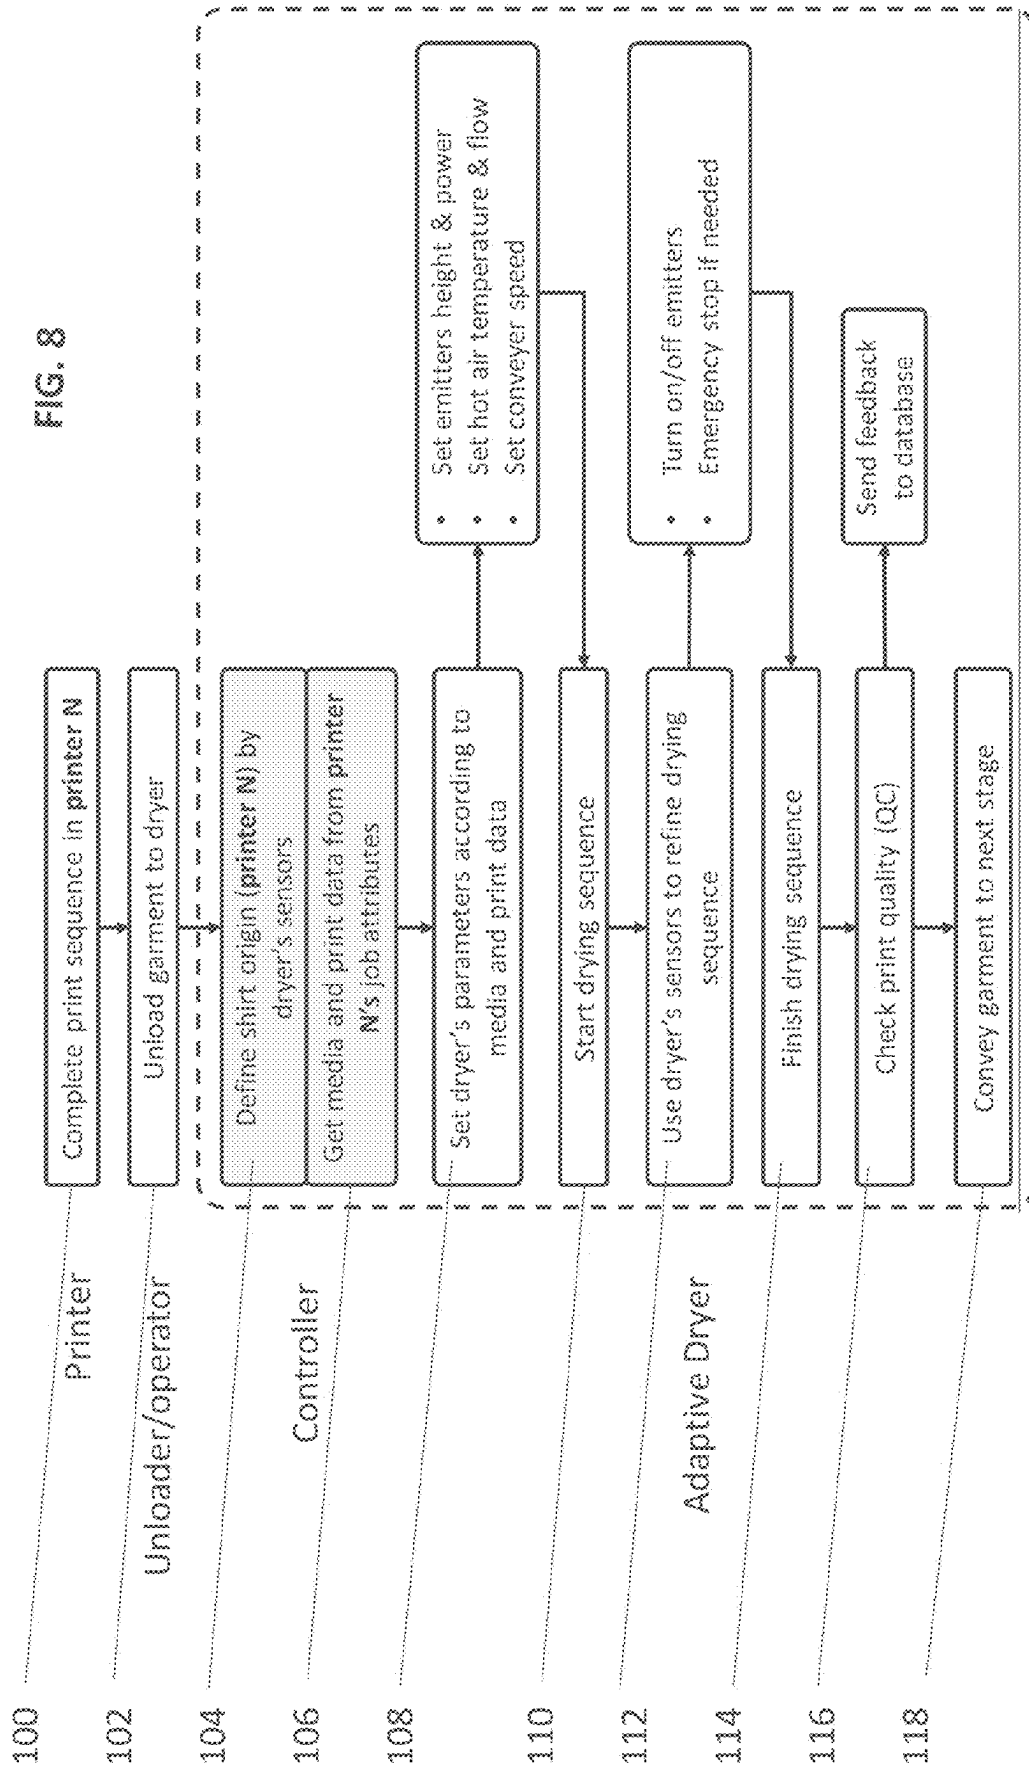 FIG. 8
100
Printer
Complete print sequence in printer N
102
Unloader/operator
Unload garment to dryer
104
Define shirt origin (printer N) by
dryer's sensors
106
Controller
Get media and print data from printer
N's job attributes
108
Set dryer's parameters according to
media and print data
• Set emitters height & power
• Set hot air temperature & flow
• Set conveyer speed
110
Start drying sequence
112
Adaptive Dryer
Use dryer's sensors to refine drying
sequence
• Turn on/off emitters
• Emergency stop if needed
114
Finish drying sequence
116
Check print quality (QC)
Send feedback
to database
118
Convey garment to next stage